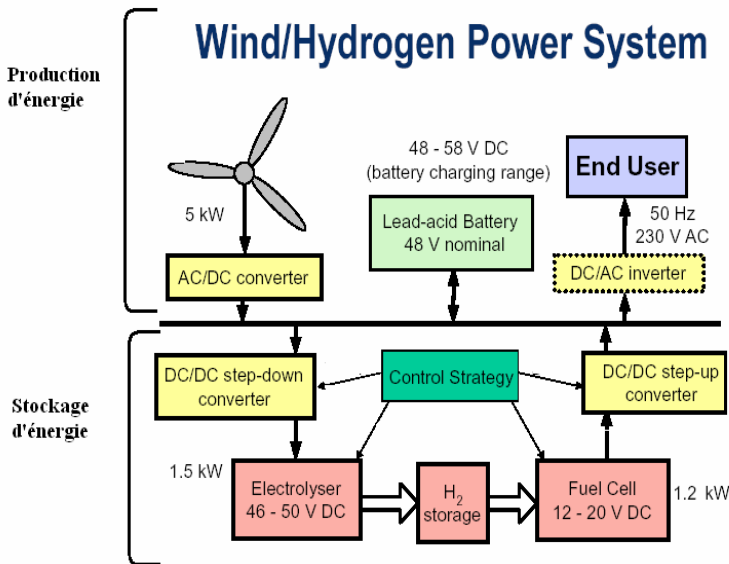 Wind/Hydrogen Power System
Production
d'énergie
48 - 58 V DC
(battery charging range)
End User
5 kW
Lead-acid Battery
48 V nominal
50 Hz
230 V AC
AC/DC converter
DC/AC inverter
DC/DC step-down
converter
Control Strategy
DC/DC step-up
converter
Stockage
d'énergie
1.5 kW
Electrolyser
46 - 50 V DC
H2
storage
Fuel Cell
12 - 20 V DC
1.2 kW